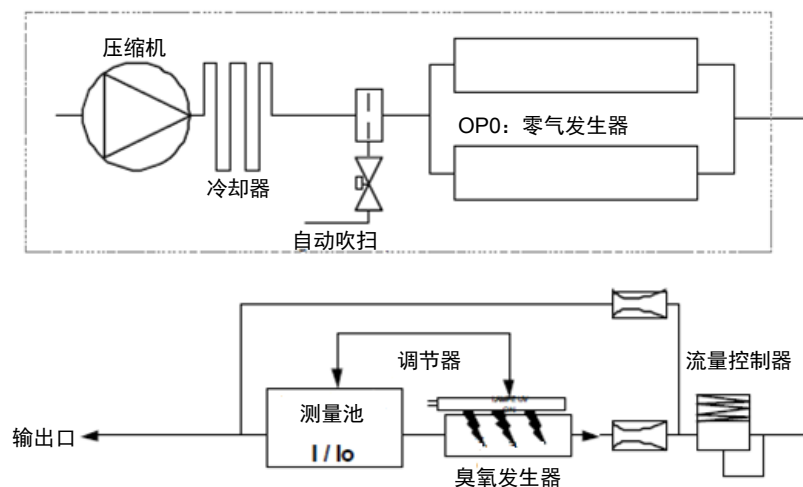 压缩机
OP0：零气发生器
冷却器
自动吹扫
调节器
流量控制器
测量池
I / Io
输出口
臭氧发生器